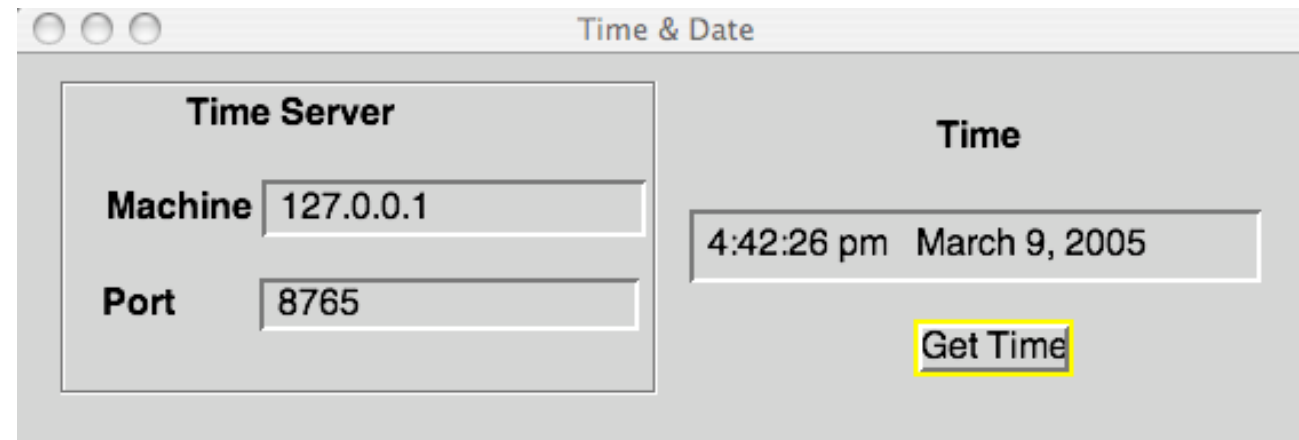 Time & Date
Time Server
Machine 127.0.0.1
Port 8765
Time
4:42:26 pm March 9, 2005
Get Time